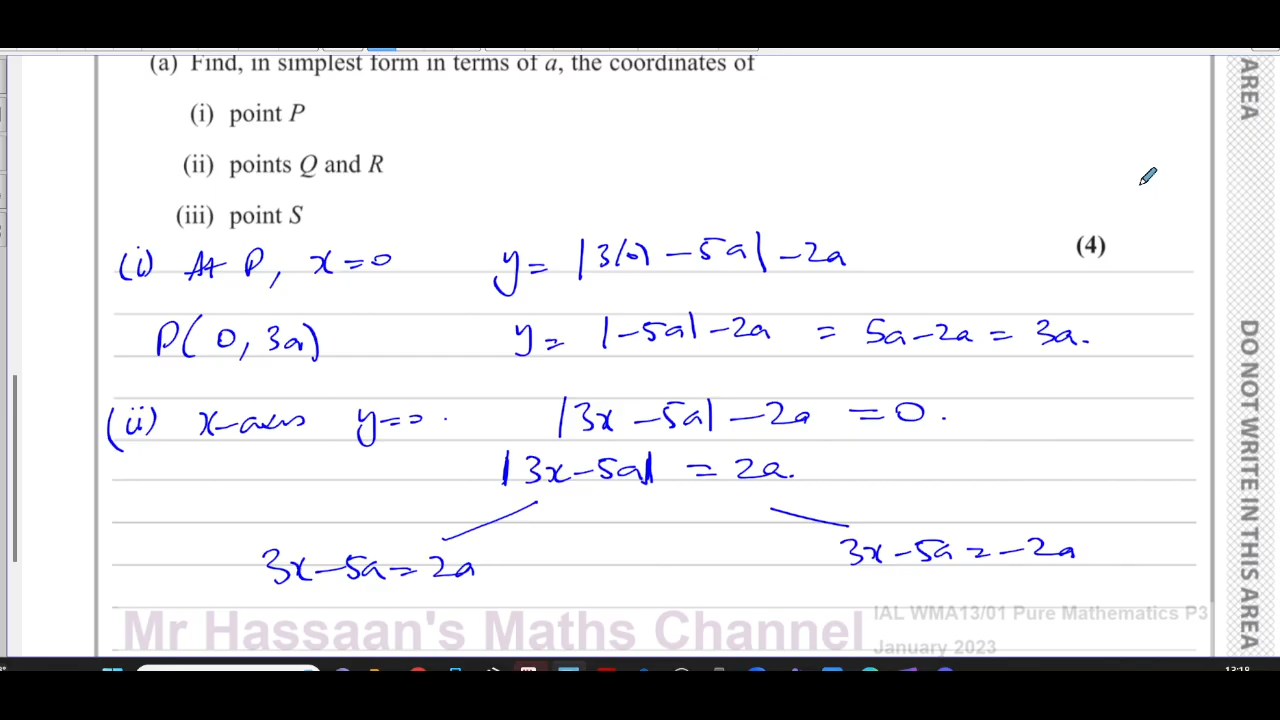 (a) Find, in simplest form in terms of a, the coordinates of
(i) point P
(ii) points Q and R
(iii) point S
(4)
(i) At P, x=0 y= |3(0) -5a| -2a
P(0, 3a) y= |-5a| -2a = 5a-2a = 3a.
(ii) x-axis y=0. |3x -5a| -2a = 0.
|3x-5a| = 2a.
3x-5a=2a 3x-5a=-2a
Mr Hassaan's Maths Channel
IAL WMA13/01 Pure Mathematics P3
January 2023
AREA
DO NOT WRITE IN THIS AREA
13:18